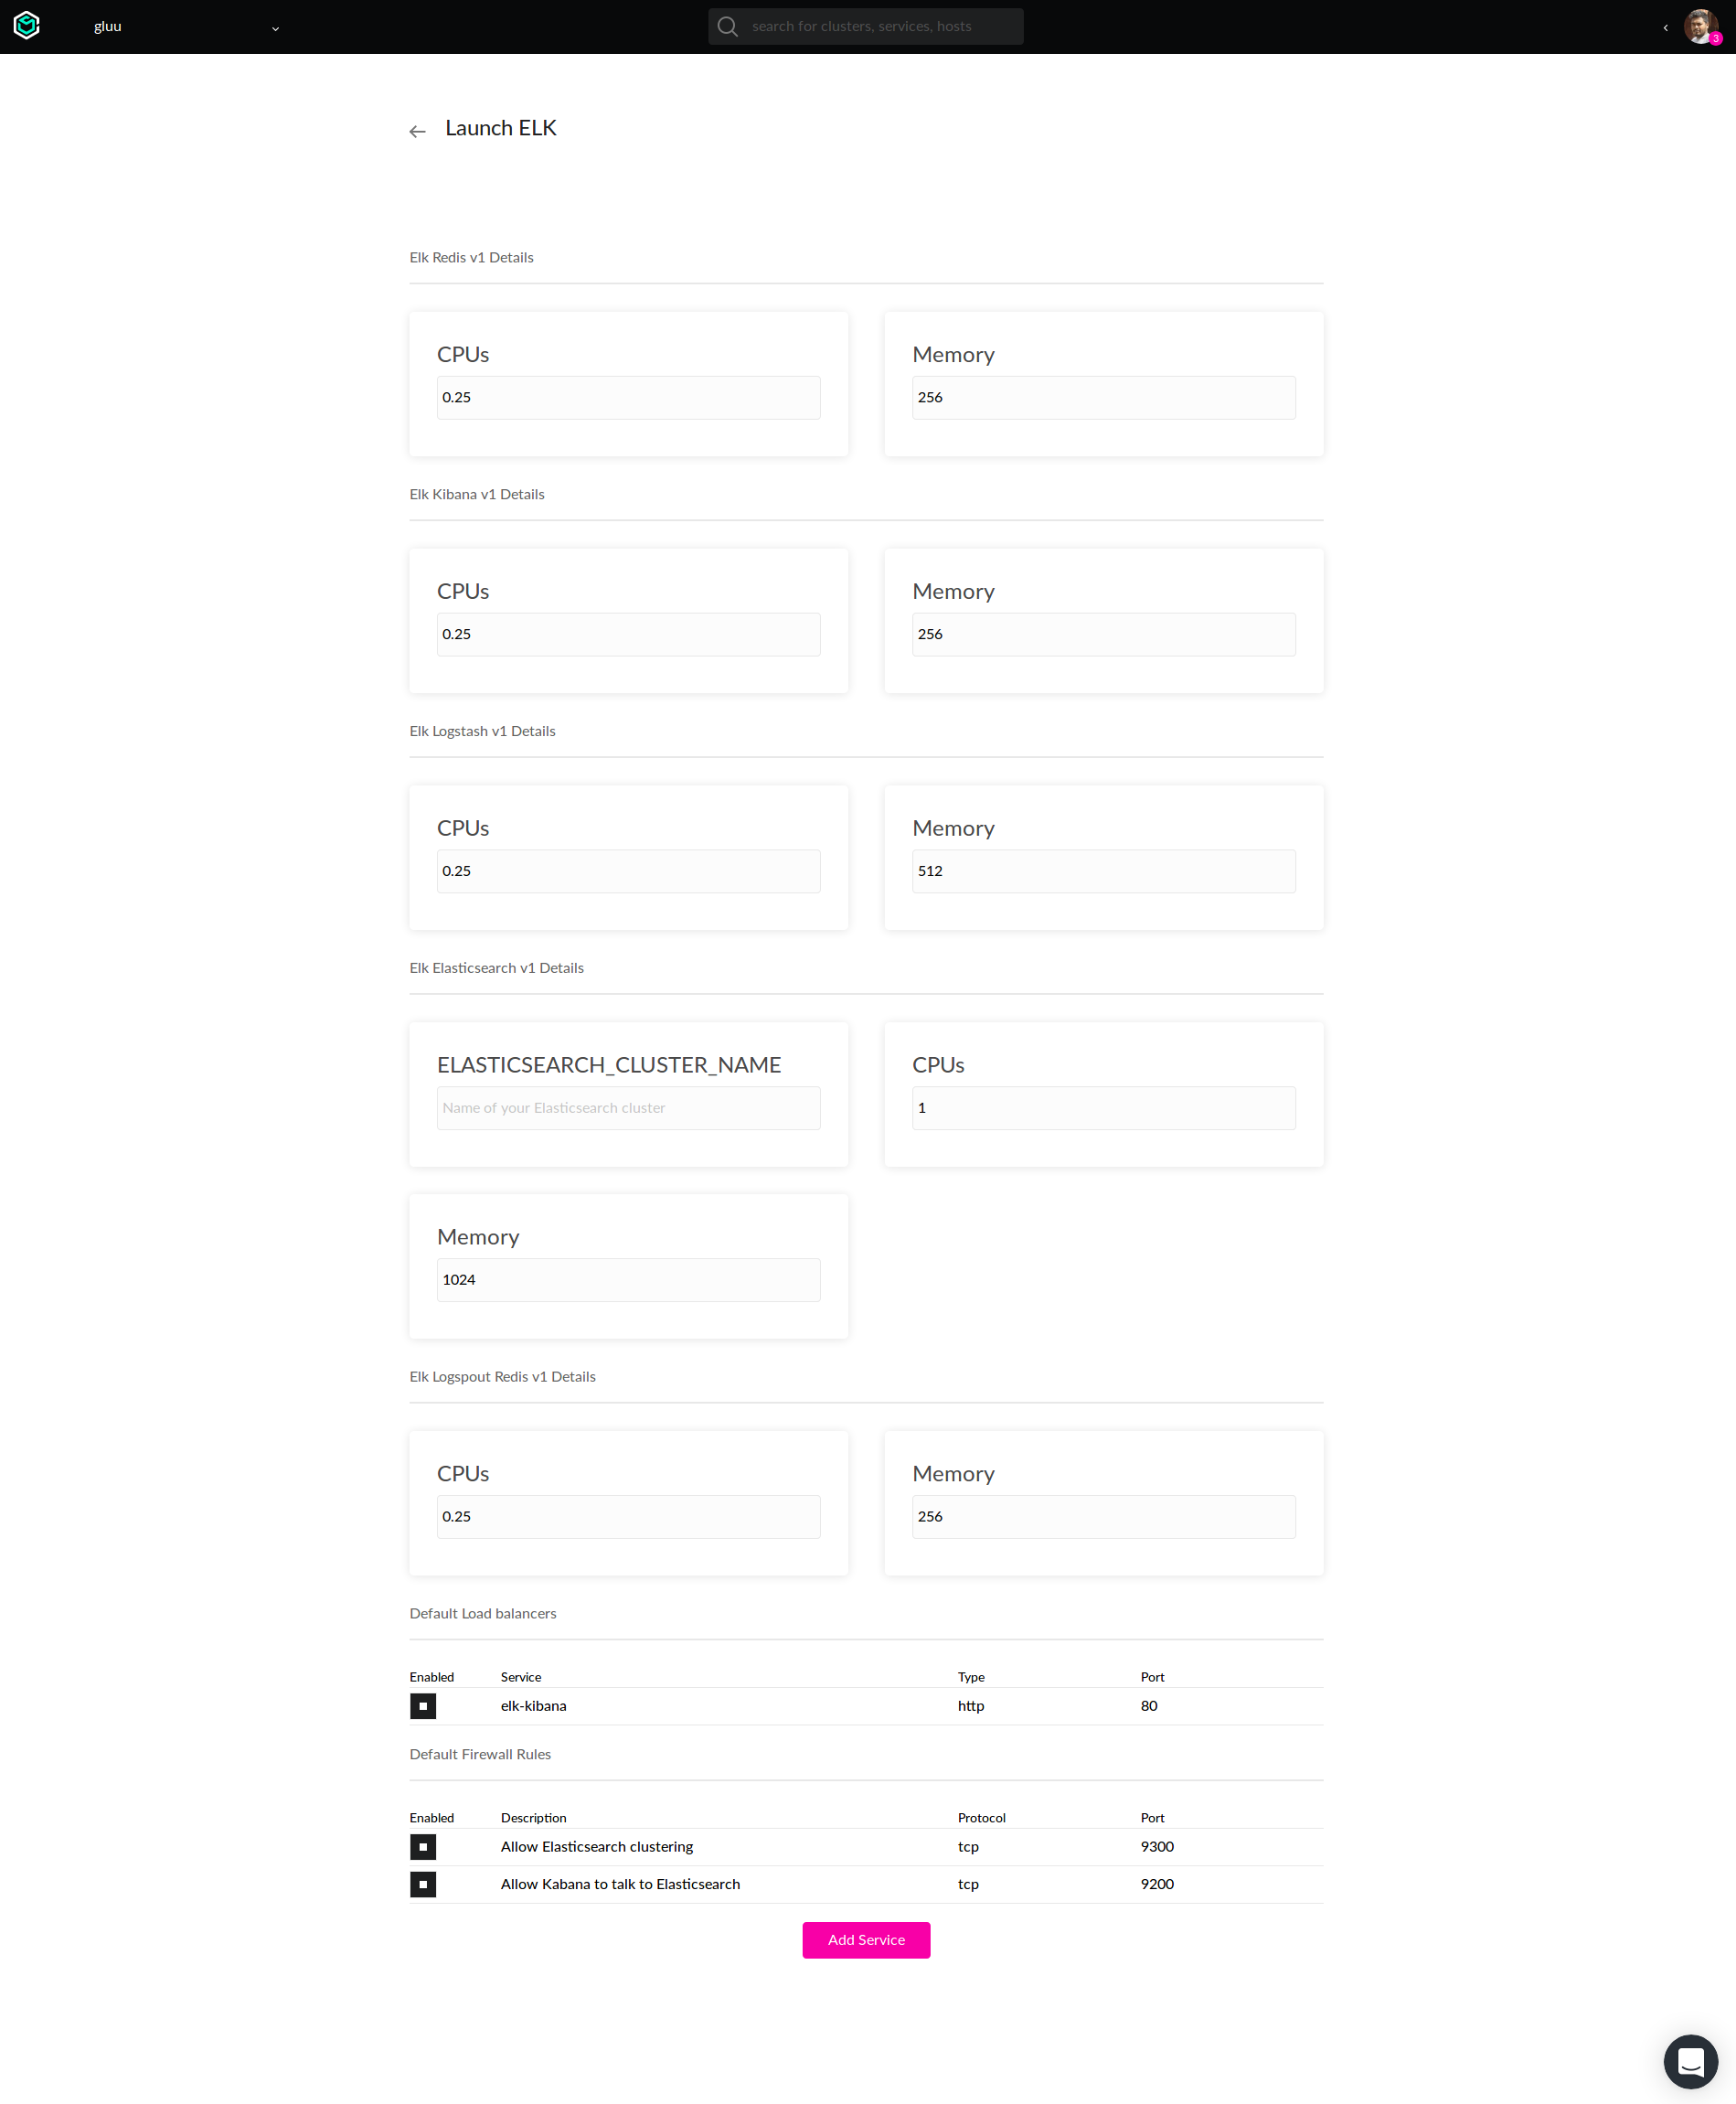 gluu
search for clusters, services, hosts
3
Launch ELK
Elk Redis v1 Details
CPUs Memory
0.25 256
Elk Kibana v1 Details
CPUs Memory
0.25 256
Elk Logstash v1 Details
CPUs Memory
0.25 512
Elk Elasticsearch v1 Details
ELASTICSEARCH_CLUSTER_NAME CPUs
Name of your Elasticsearch cluster 1
Memory
1024
Elk Logspout Redis v1 Details
CPUs Memory
0.25 256
Default Load balancers
Enabled Service Type Port
elk-kibana http 80
Default Firewall Rules
Enabled Description Protocol Port
Allow Elasticsearch clustering tcp 9300
Allow Kabana to talk to Elasticsearch tcp 9200
Add Service